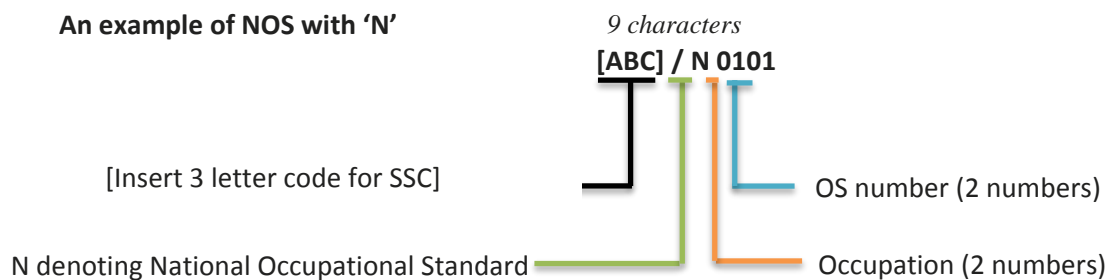 An example of NOS with ‘N’
9 characters
[ABC] / N 0101
[Insert 3 letter code for SSC]
OS number (2 numbers)
N denoting National Occupational Standard
Occupation (2 numbers)